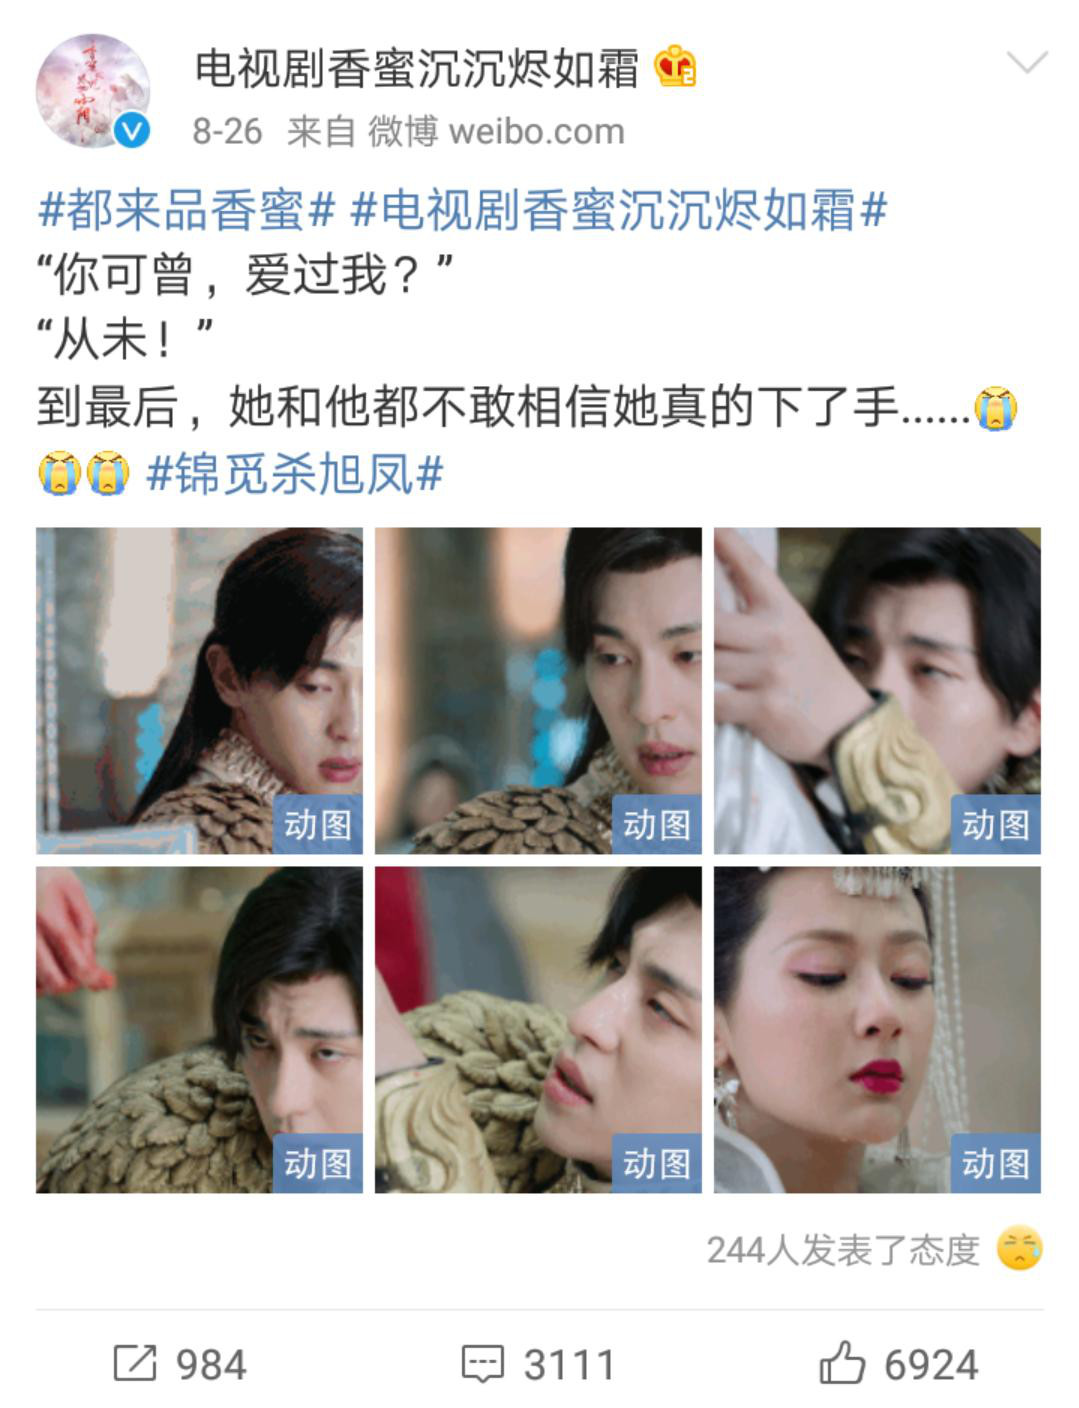 电视剧香蜜沉沉烬如霜
8-26 来自 微博 weibo.com
#都来品香蜜# #电视剧香蜜沉沉烬如霜#
“你可曾，爱过我？”
“从未！”
到最后，她和他都不敢相信她真的下了手......
#锦觅杀旭凤#
动图
动图
动图
动图
动图
动图
244人发表了态度
984
3111
6924